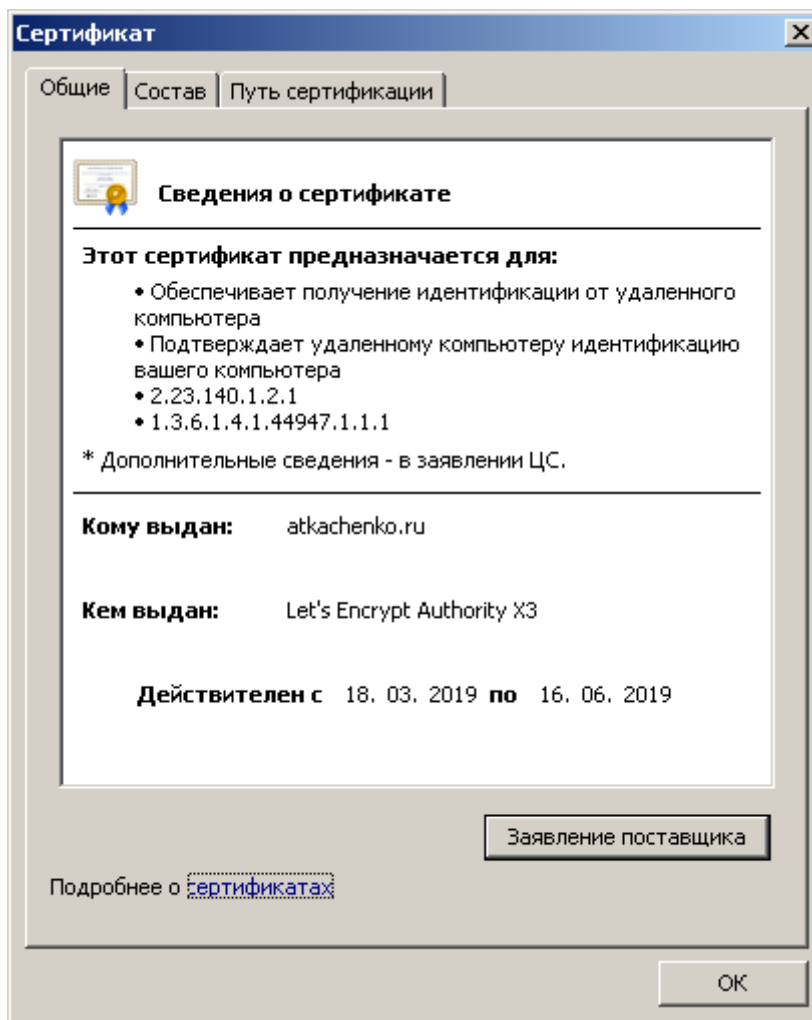 Сертификат
Общие Состав Путь сертификации
Сведения о сертификате
Этот сертификат предназначается для:
• Обеспечивает получение идентификации от удаленного
компьютера
• Подтверждает удаленному компьютеру идентификацию
вашего компьютера
• 2.23.140.1.2.1
• 1.3.6.1.4.1.44947.1.1.1
* Дополнительные сведения - в заявлении ЦС.
Кому выдан: atkachenko.ru
Кем выдан: Let's Encrypt Authority X3
Действителен с 18. 03. 2019 по 16. 06. 2019
Заявление поставщика
Подробнее о сертификатах
ОК